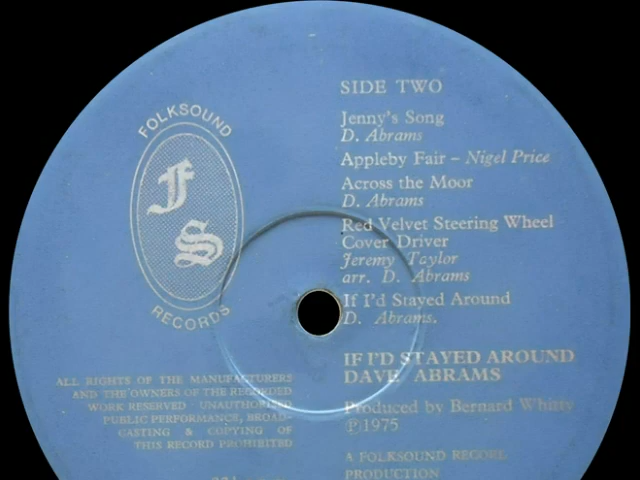 SIDE TWO
Jenny's Song
D. Abrams
Appleby Fair – Nigel Price
Across the Moor
D. Abrams
Red Velvet Steering Wheel
Cover Driver
Jeremy Taylor
arr. D. Abrams
If I'd Stayed Around
D. Abrams.
IF I'D STAYED AROUND
DAVE ABRAMS
Produced by Bernard Whitty
℗1975
A FOLKSOUND RECORD
PRODUCTION
FOLKSOUND
FS
RECORDS
ALL RIGHTS OF THE MANUFACTURERS
AND THE OWNERS OF THE RECORDED
WORK RESERVED · UNAUTHORISED
PUBLIC PERFORMANCE, BROAD-
CASTING & COPYING OF
THIS RECORD PROHIBITED